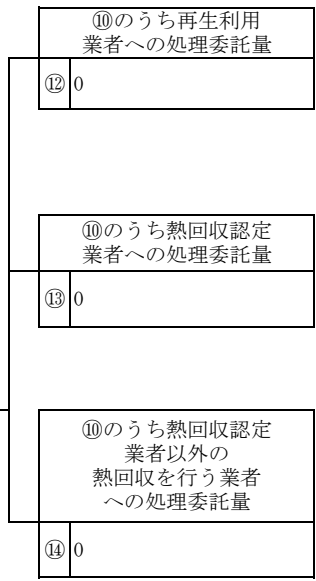 ⑩のうち再生利用
業者への処理委託量
⑫ 0
⑩のうち熱回収認定
業者への処理委託量
⑬ 0
⑩のうち熱回収認定
業者以外の
熱回収を行う業者
への処理委託量
⑭ 0